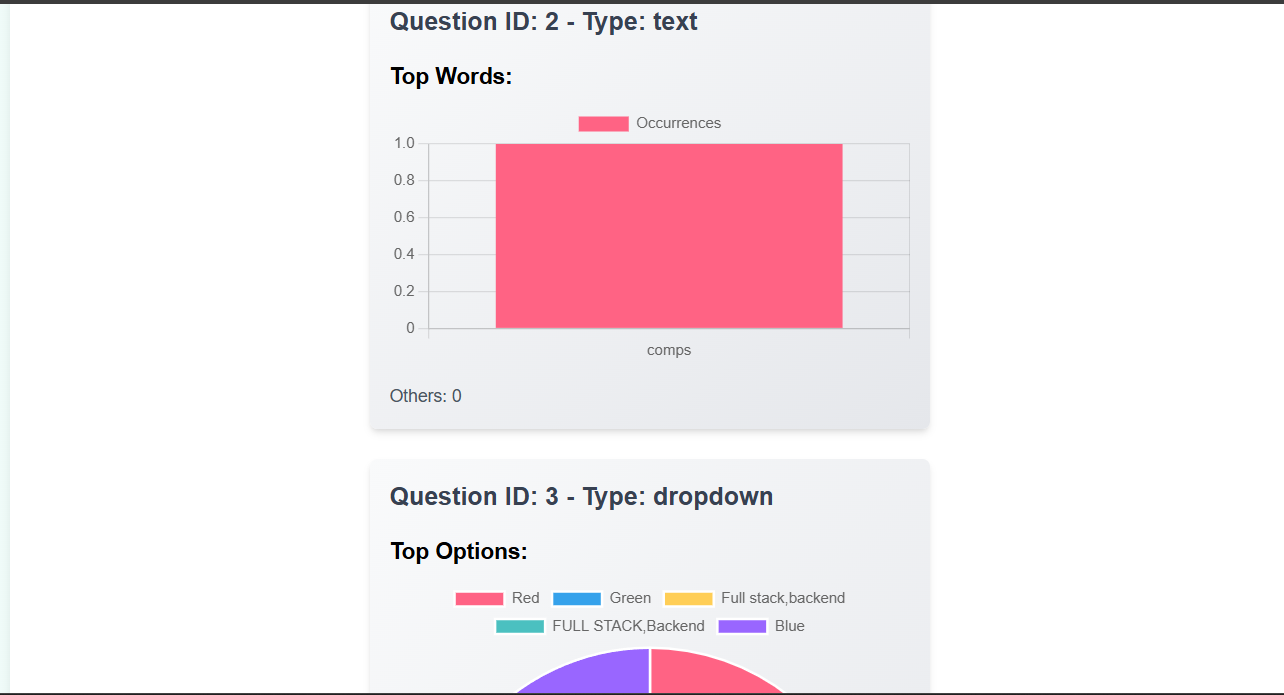 Question ID: 2 - Type: text
Top Words:
Occurrences
1.0
0.8
0.6
0.4
0.2
0
comps
Others: 0
Question ID: 3 - Type: dropdown
Top Options:
Red Green Full stack,backend
FULL STACK,Backend Blue